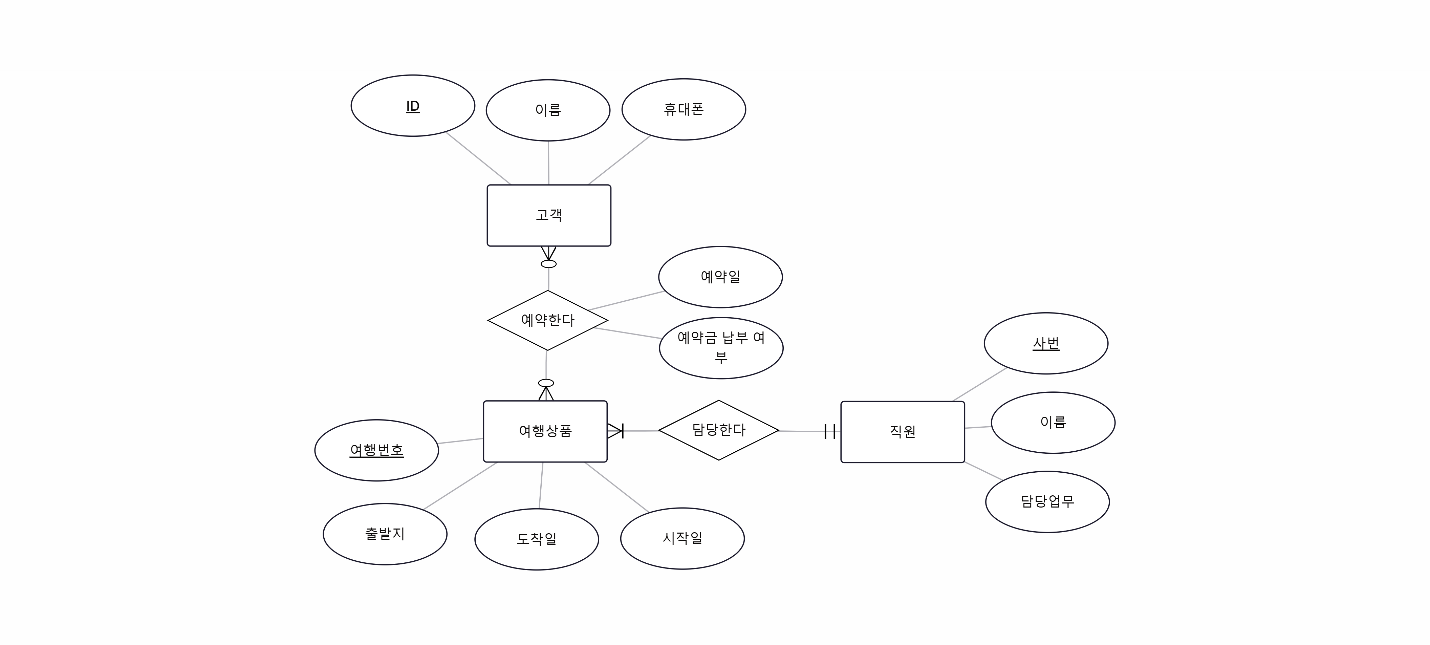 ID
이름
휴대폰
고객
예약일
예약한다
예약금 납부 여
부
사번
이름
여행상품
담당한다
직원
여행번호
담당업무
출발지
도착일
시작일